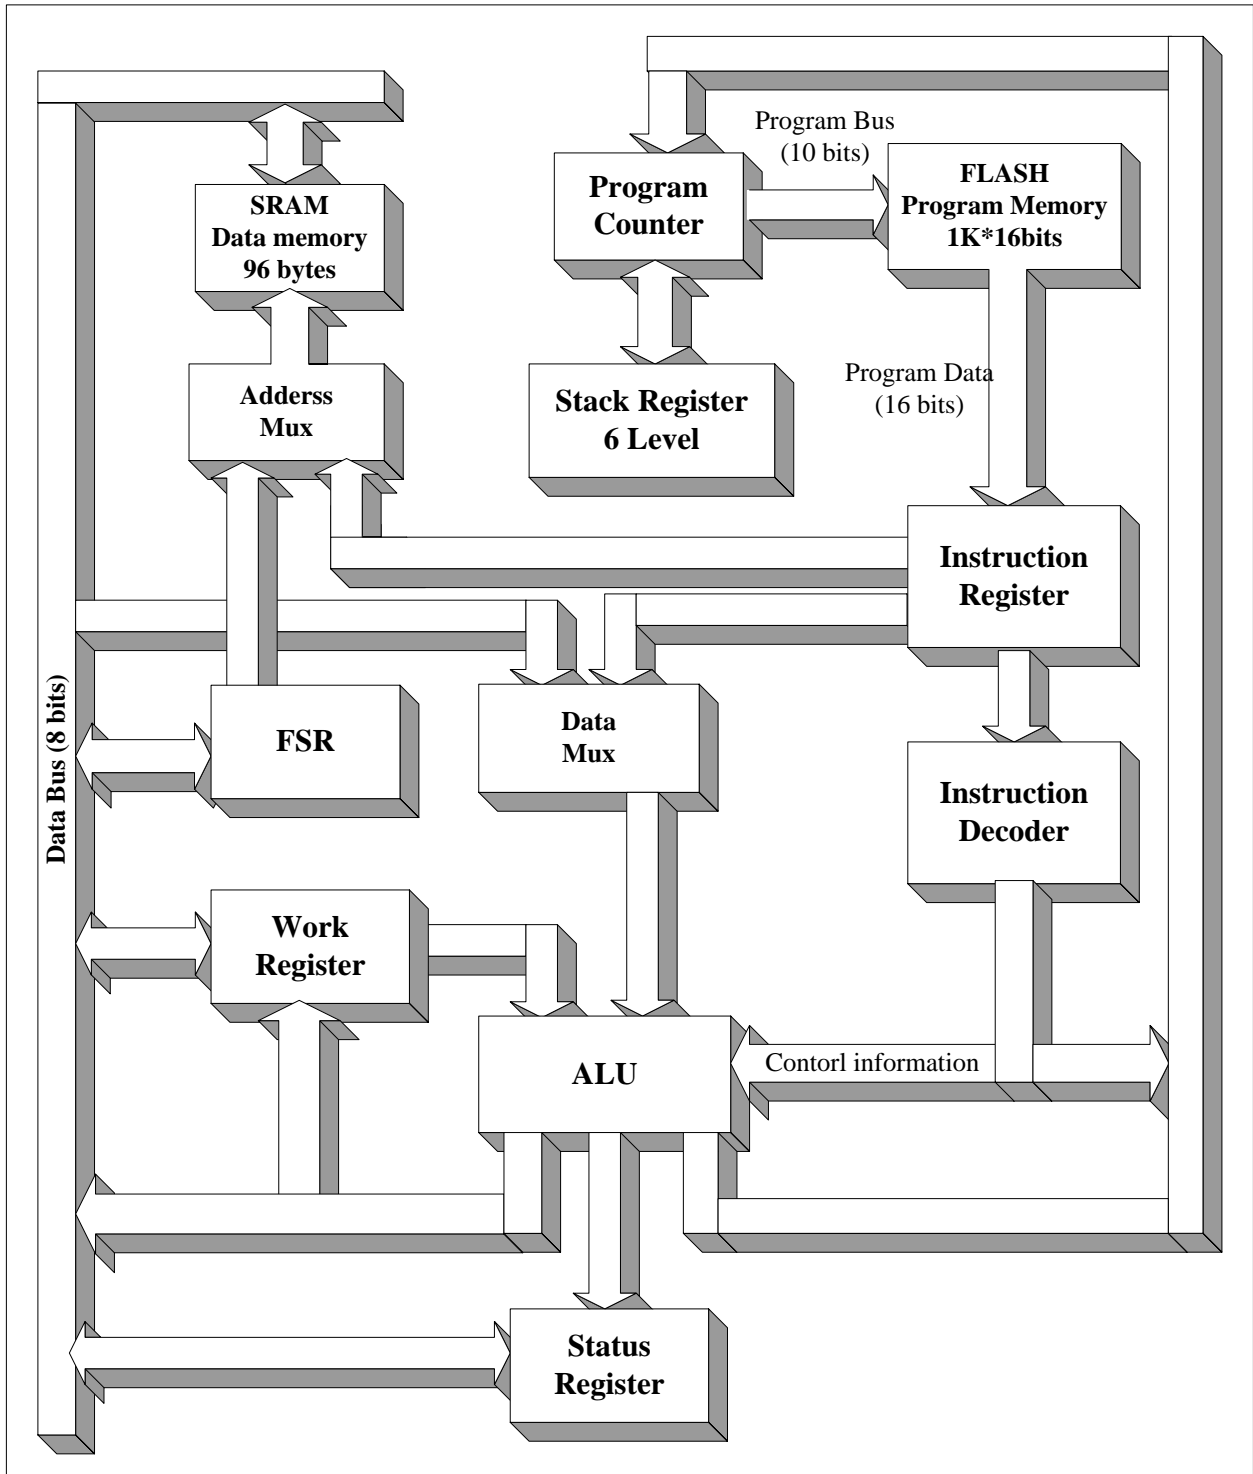 Program Bus
(10 bits)
SRAM
Data memory
96 bytes
Program
Counter
FLASH
Program Memory
1K*16bits
Adderss
Mux
Stack Register
6 Level
Program Data
(16 bits)
Instruction
Register
Data Bus (8 bits)
FSR
Data
Mux
Instruction
Decoder
Work
Register
ALU
Contorl information
Status
Register